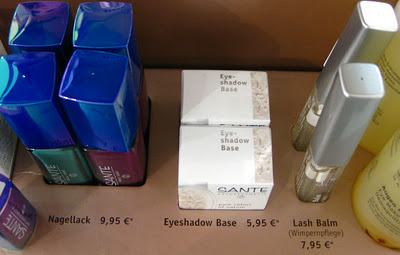 Eye-
shadow
Base
Eye-
shadow
Base
SANTE
SANTE
SANTE
Nagellack 9,95 €*
Eyeshadow Base 5,95 €*
Lash Balm
(Wimpernpflege)
7,95 €*